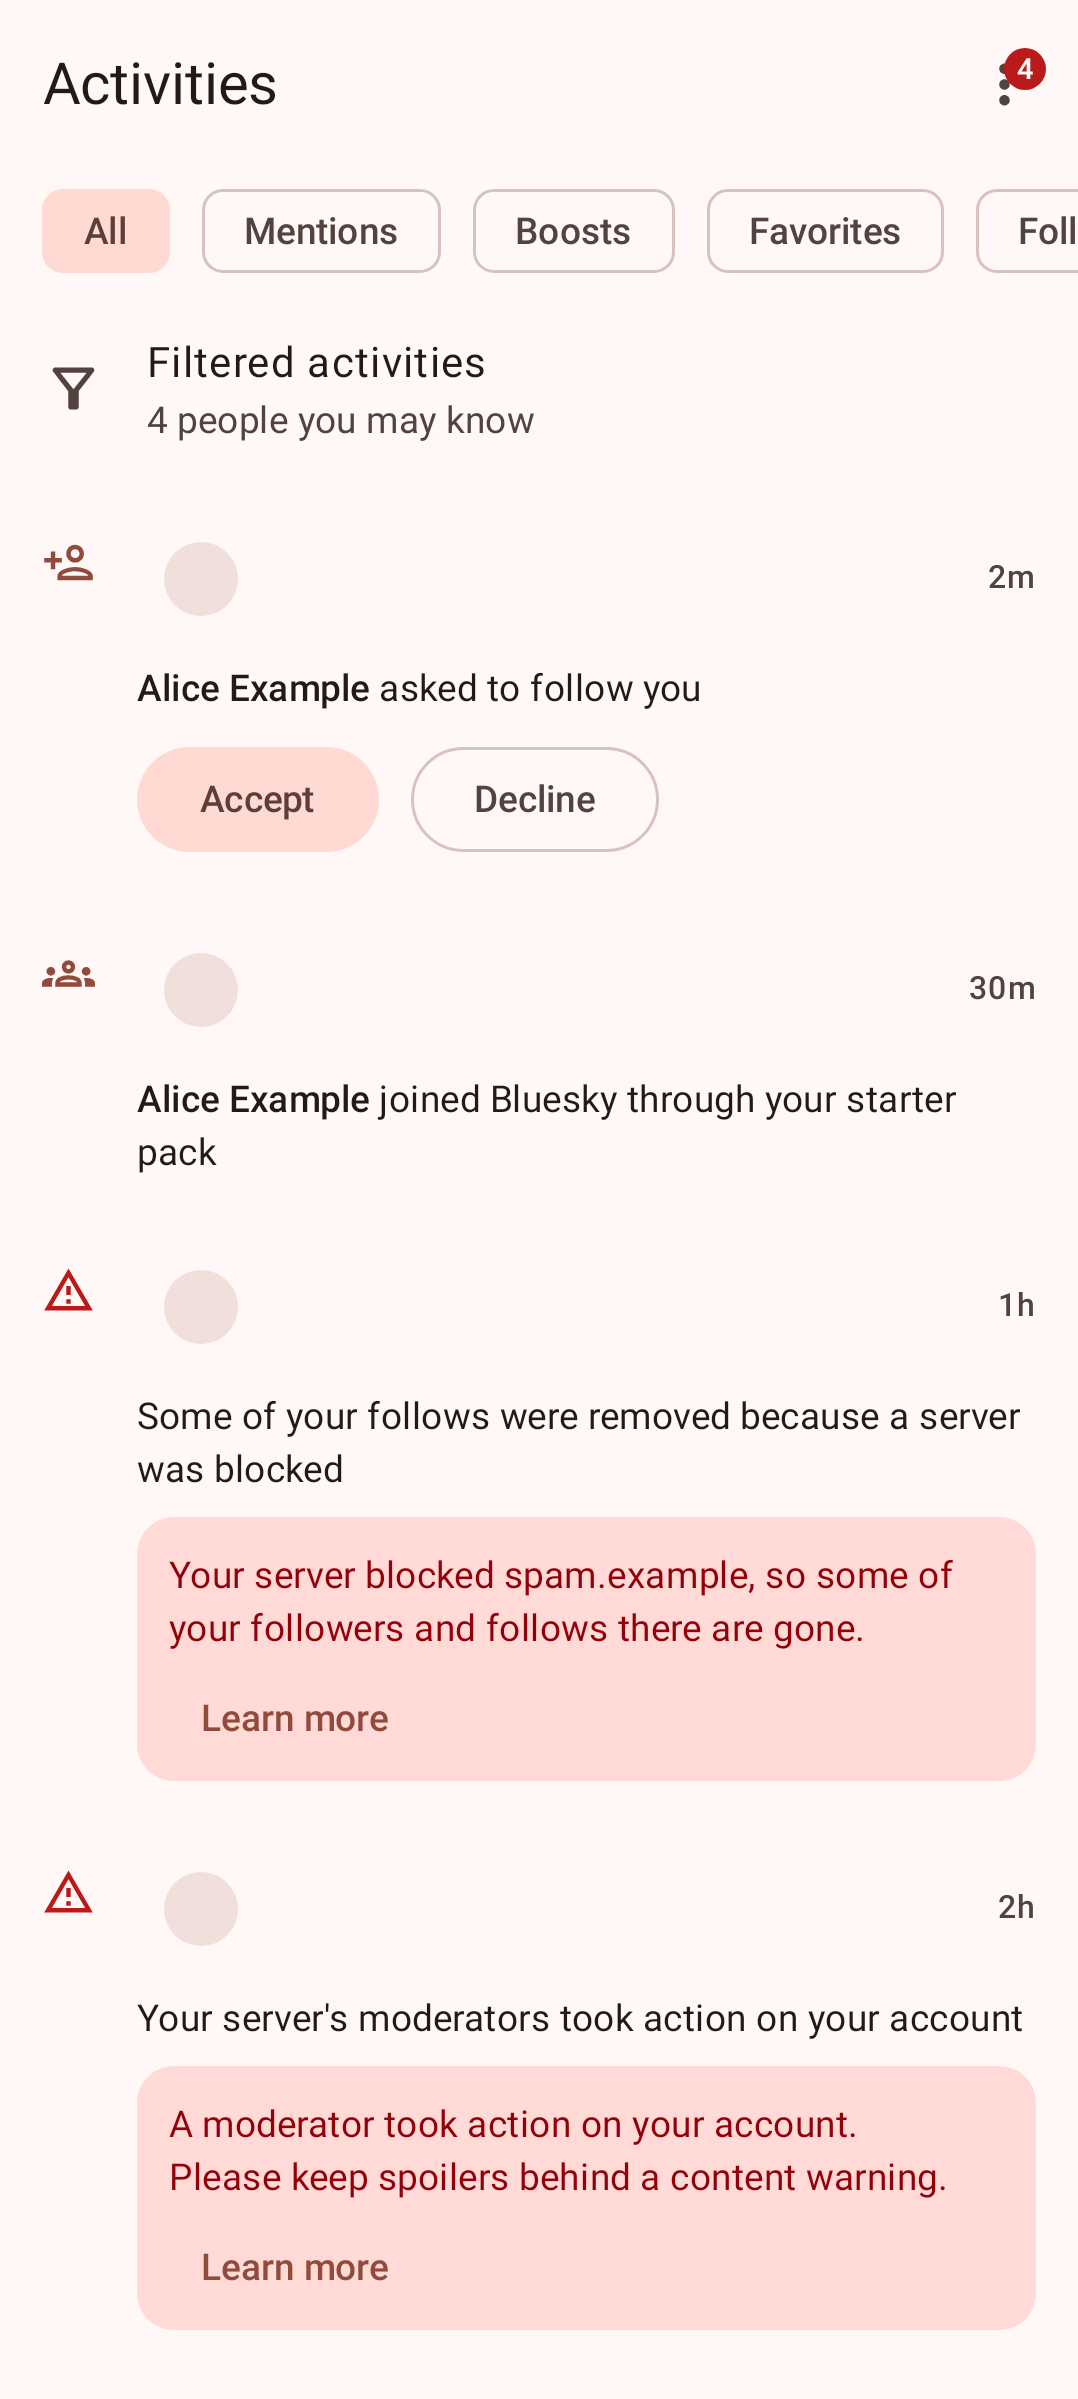 Activities
4
All
Mentions
Boosts
Favorites
Foll
Filtered activities
4 people you may know
2m
Alice Example asked to follow you
Accept
Decline
30m
Alice Example joined Bluesky through your starter
pack
1h
Some of your follows were removed because a server
was blocked
Your server blocked spam.example, so some of
your followers and follows there are gone.
Learn more
2h
Your server's moderators took action on your account
A moderator took action on your account.
Please keep spoilers behind a content warning.
Learn more